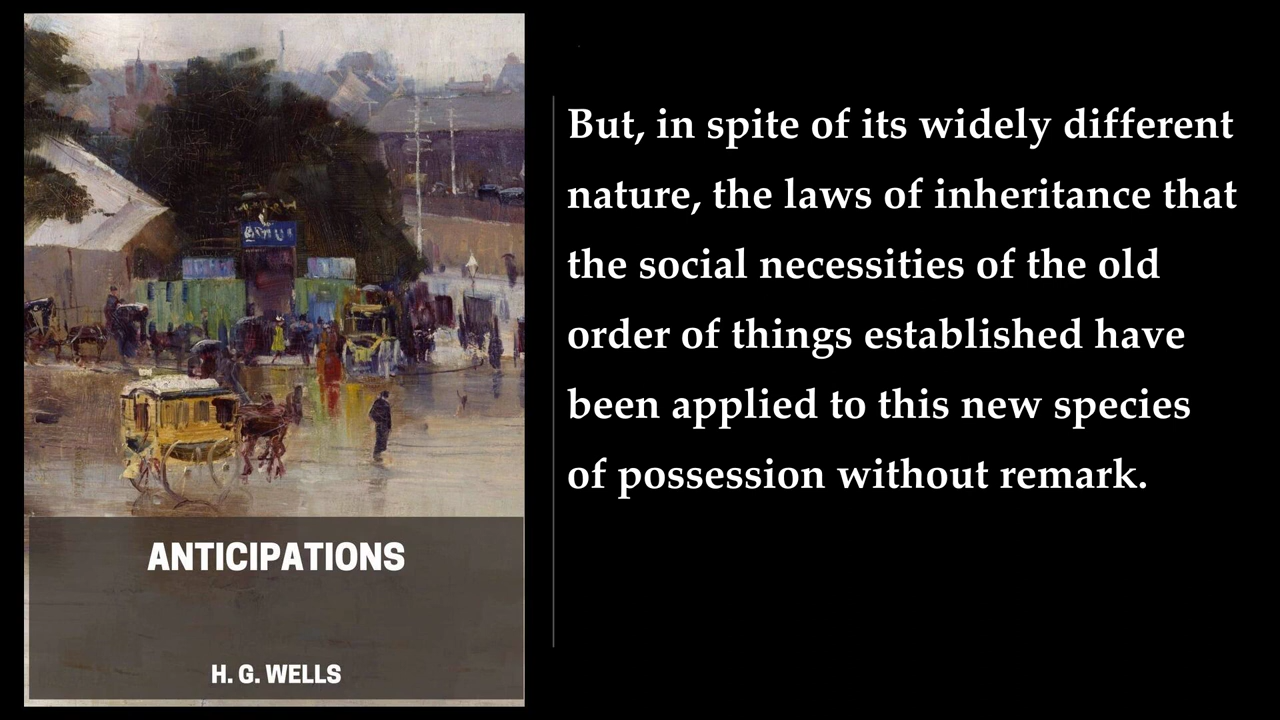 ANTICIPATIONS
H. G. WELLS
But, in spite of its widely different
nature, the laws of inheritance that
the social necessities of the old
order of things established have
been applied to this new species
of possession without remark.